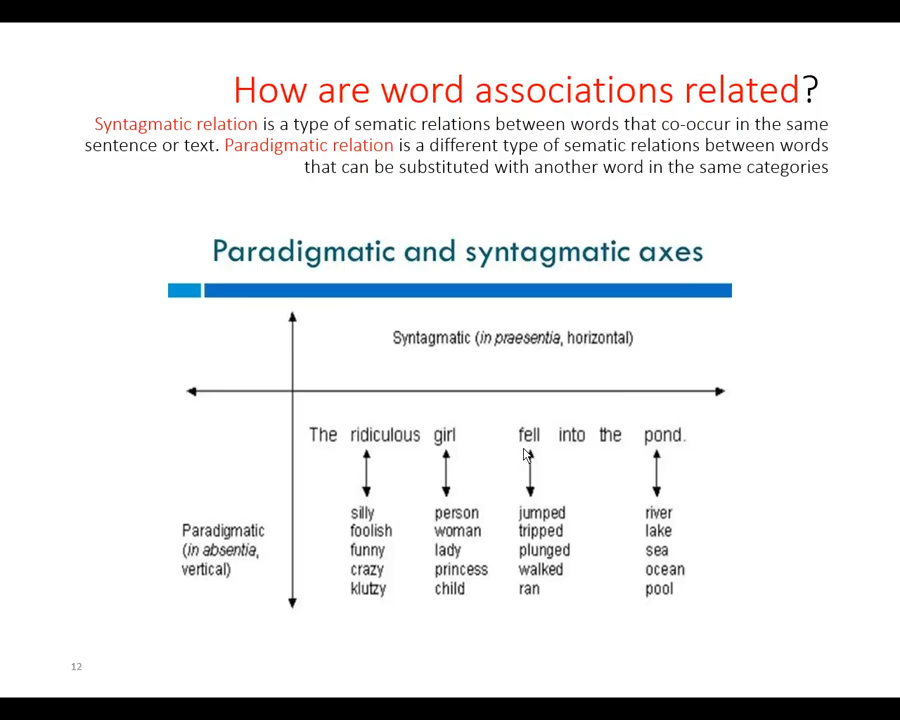 How are word associations related?
Syntagmatic relation is a type of sematic relations between words that co-occur in the same
sentence or text. Paradigmatic relation is a different type of sematic relations between words
that can be substituted with another word in the same categories
Paradigmatic and syntagmatic axes
Syntagmatic (in praesentia, horizontal)
The ridiculous girl fell into the pond.
silly person jumped river
foolish woman tripped lake
funny lady plunged sea
crazy princess walked ocean
klutzy child ran pool
Paradigmatic
(in absentia,
vertical)
12